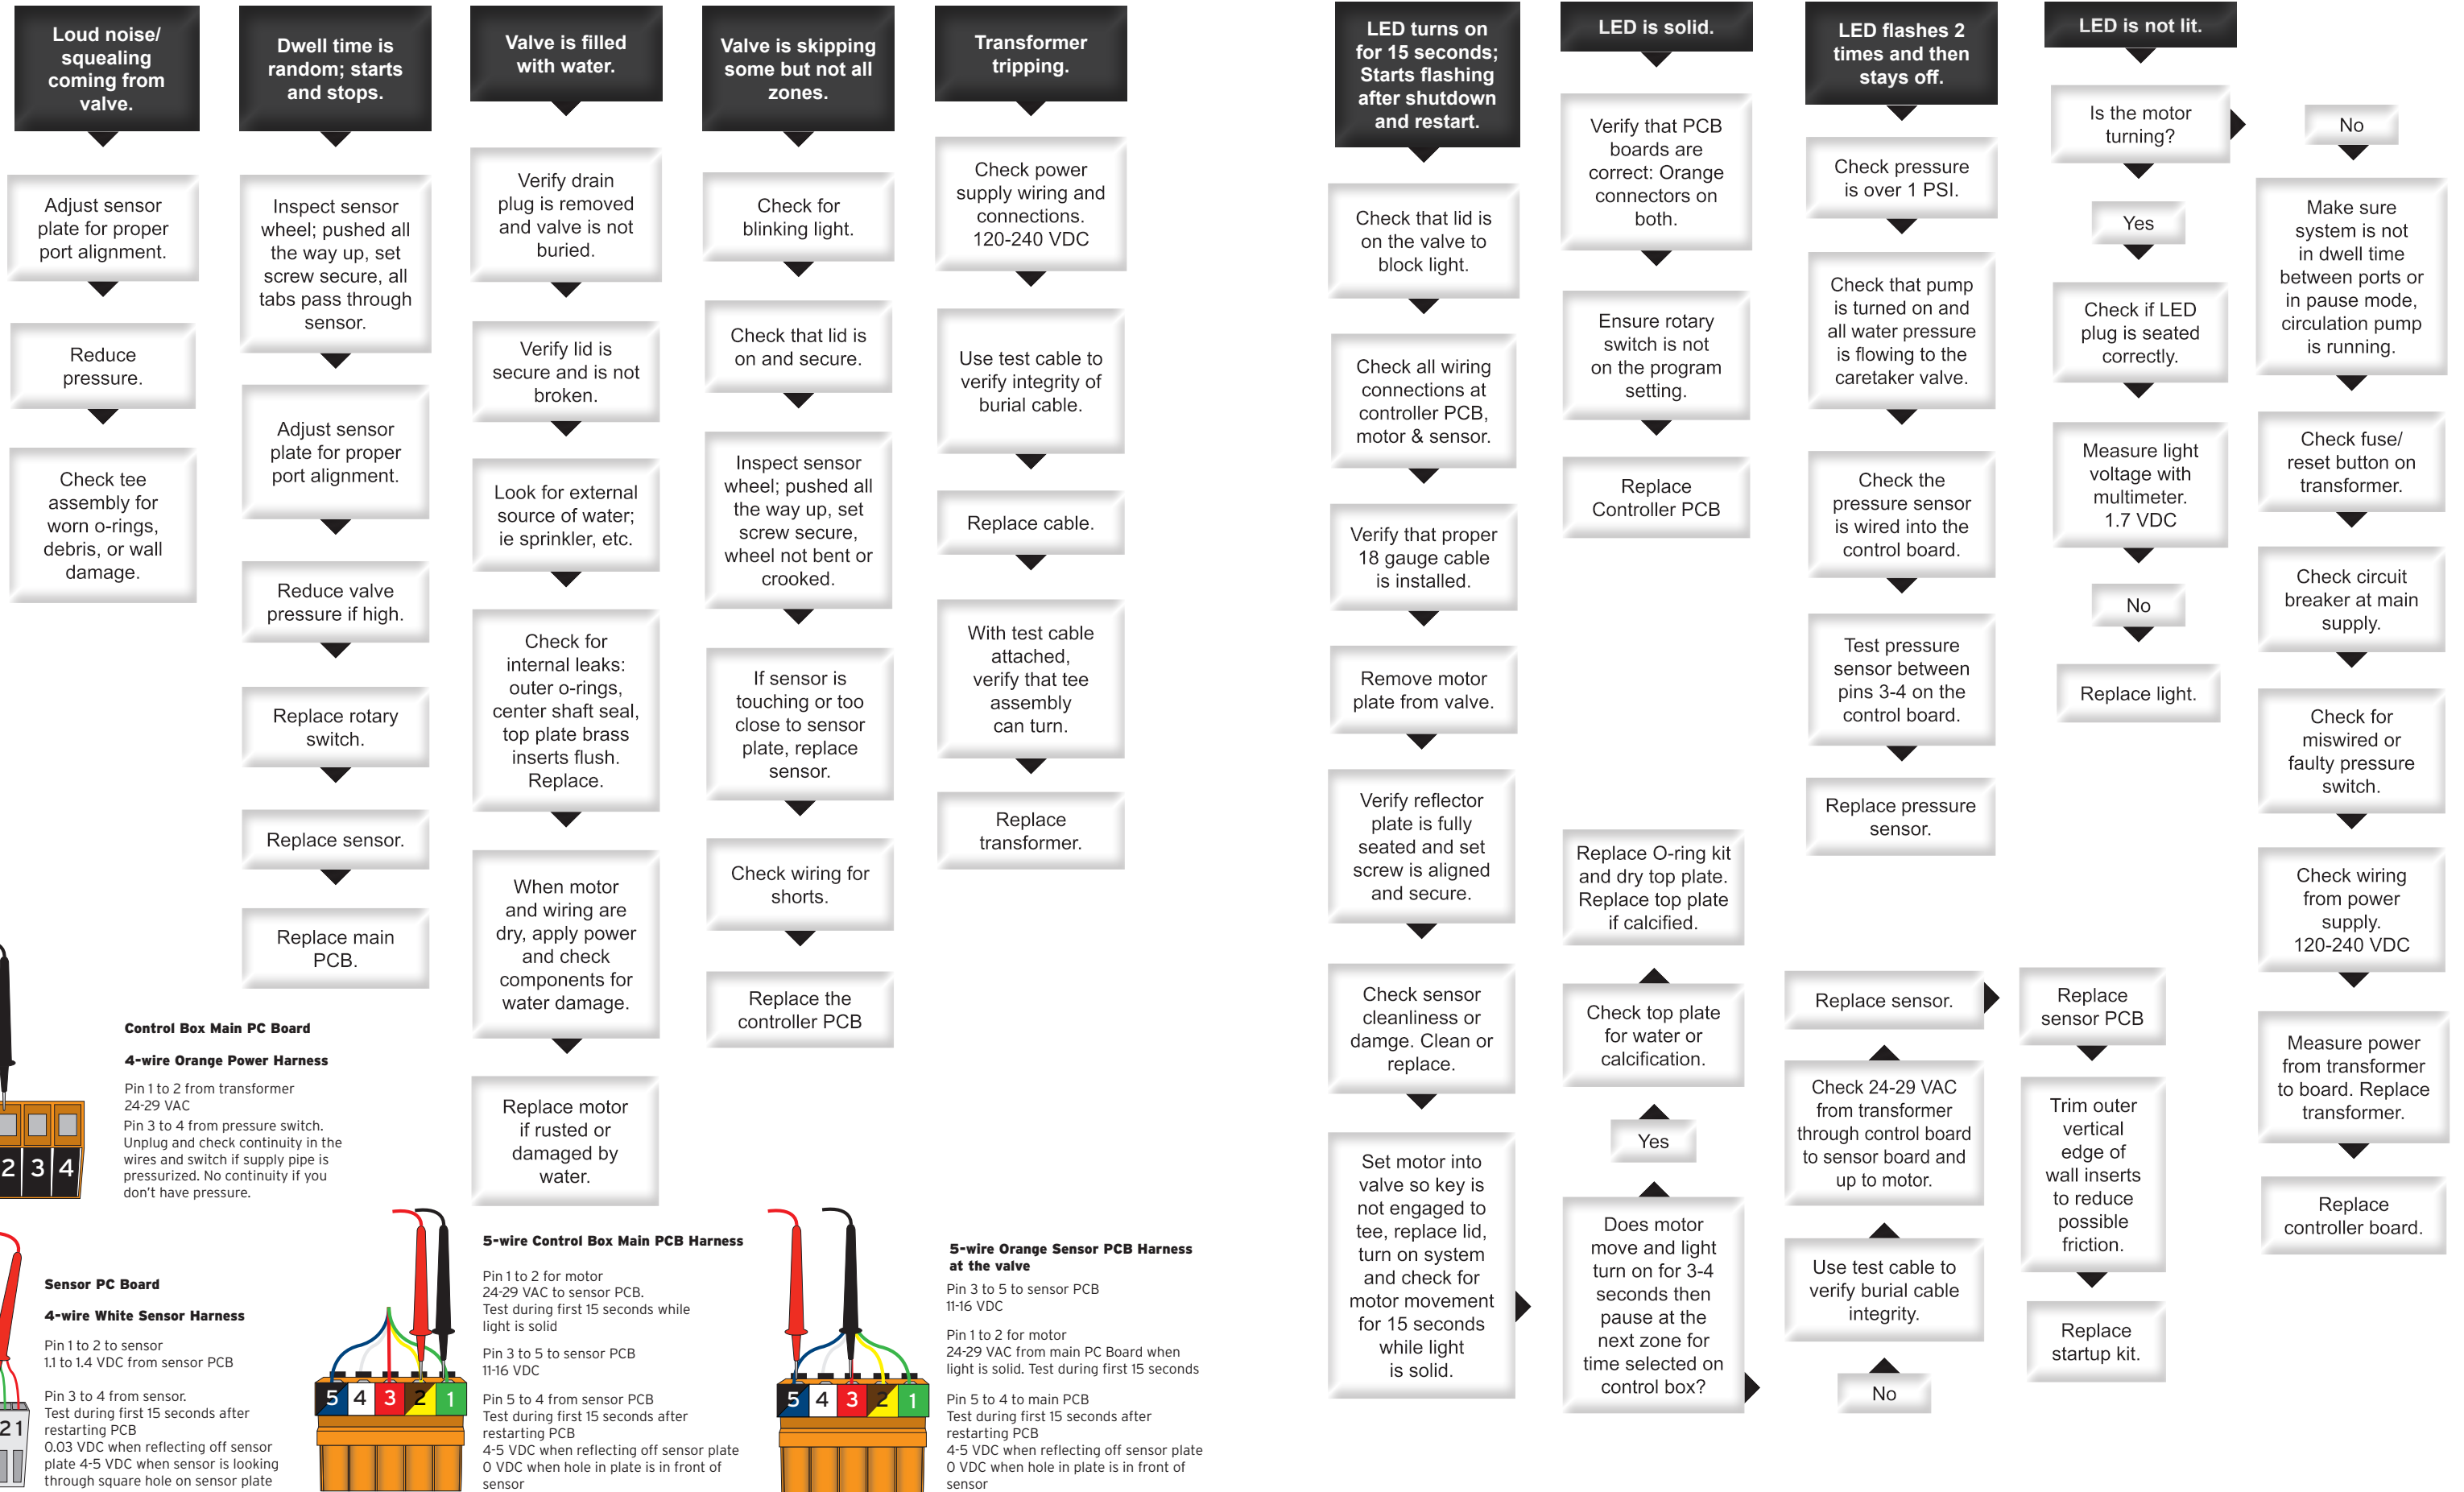 Loud noise/
squealing
coming from
valve.
Adjust sensor
plate for proper
port alignment.
Reduce
pressure.
Check tee
assembly for
worn o-rings,
debris, or wall
damage.
Dwell time is
random; starts
and stops.
Inspect sensor
wheel; pushed all
the way up, set
screw secure, all
tabs pass through
sensor.
Adjust sensor
plate for proper
port alignment.
Reduce valve
pressure if high.
Replace rotary
switch.
Replace sensor.
Replace main
PCB.
Valve is filled
with water.
Verify drain
plug is removed
and valve is not
buried.
Verify lid is
secure and is not
broken.
Look for external
source of water;
ie sprinkler, etc.
Check for
internal leaks:
outer o-rings,
center shaft seal,
top plate brass
inserts flush.
Replace.
When motor
and wiring are
dry, apply power
and check
components for
water damage.
Replace motor
if rusted or
damaged by
water.
Valve is skipping
some but not all
zones.
Check for
blinking light.
Check that lid is
on and secure.
Inspect sensor
wheel; pushed all
the way up, set
screw secure,
wheel not bent or
crooked.
If sensor is
touching or too
close to sensor
plate, replace
sensor.
Check wiring for
shorts.
Replace the
controller PCB
Transformer
tripping.
Check power
supply wiring and
connections.
120-240 VDC
Use test cable to
verify integrity of
burial cable.
Replace cable.
With test cable
attached,
verify that tee
assembly
can turn.
Replace
transformer.
LED turns on
for 15 seconds;
Starts flashing
after shutdown
and restart.
Check that lid is
on the valve to
block light.
Check all wiring
connections at
controller PCB,
motor & sensor.
Verify that proper
18 gauge cable
is installed.
Remove motor
plate from valve.
Verify reflector
plate is fully
seated and set
screw is aligned
and secure.
Check sensor
cleanliness or
damge. Clean or
replace.
Set motor into
valve so key is
not engaged to
tee, replace lid,
turn on system
and check for
motor movement
for 15 seconds
while light
is solid.
LED is solid.
Verify that PCB
boards are
correct: Orange
connectors on
both.
Ensure rotary
switch is not
on the program
setting.
Replace
Controller PCB
Replace O-ring kit
and dry top plate.
Replace top plate
if calcified.
Check top plate
for water or
calcification.
Yes
Does motor
move and light
turn on for 3-4
seconds then
pause at the
next zone for
time selected on
control box?
LED flashes 2
times and then
stays off.
Check pressure
is over 1 PSI.
Check that pump
is turned on and
all water pressure
is flowing to the
caretaker valve.
Check the
pressure sensor
is wired into the
control board.
Test pressure
sensor between
pins 3-4 on the
control board.
Replace pressure
sensor.
Replace sensor.
Check 24-29 VAC
from transformer
through control board
to sensor board and
up to motor.
Use test cable to
verify burial cable
integrity.
No
Replace
sensor PCB
Trim outer
vertical
edge of
wall inserts
to reduce
possible
friction.
Replace
startup kit.
LED is not lit.
Is the motor
turning?
Yes
Check if LED
plug is seated
correctly.
Measure light
voltage with
multimeter.
1.7 VDC
No
Replace light.
No
Make sure
system is not
in dwell time
between ports or
in pause mode,
circulation pump
is running.
Check fuse/
reset button on
transformer.
Check circuit
breaker at main
supply.
Check for
miswired or
faulty pressure
switch.
Check wiring
from power
supply.
120-240 VDC
Measure power
from transformer
to board. Replace
transformer.
Replace
controller board.
Control Box Main PC Board
4-wire Orange Power Harness
Pin 1 to 2 from transformer
24-29 VAC
Pin 3 to 4 from pressure switch.
Unplug and check continuity in the
wires and switch if supply pipe is
pressurized. No continuity if you
don't have pressure.
2 3 4
Sensor PC Board
4-wire White Sensor Harness
Pin 1 to 2 to sensor
1.1 to 1.4 VDC from sensor PCB
Pin 3 to 4 from sensor.
Test during first 15 seconds after
restarting PCB
0.03 VDC when reflecting off sensor
plate 4-5 VDC when sensor is looking
through square hole on sensor plate
2 1
5-wire Control Box Main PCB Harness
Pin 1 to 2 for motor
24-29 VAC to sensor PCB.
Test during first 15 seconds while
light is solid
Pin 3 to 5 to sensor PCB
11-16 VDC
Pin 5 to 4 from sensor PCB
Test during first 15 seconds after
restarting PCB
4-5 VDC when reflecting off sensor plate
0 VDC when hole in plate is in front of
sensor
5 4 3 2 1
5-wire Orange Sensor PCB Harness
at the valve
Pin 3 to 5 to sensor PCB
11-16 VDC
Pin 1 to 2 for motor
24-29 VAC from main PC Board when
light is solid. Test during first 15 seconds
Pin 5 to 4 to main PCB
Test during first 15 seconds after
restarting PCB
4-5 VDC when reflecting off sensor plate
0 VDC when hole in plate is in front of
sensor
5 4 3 2 1